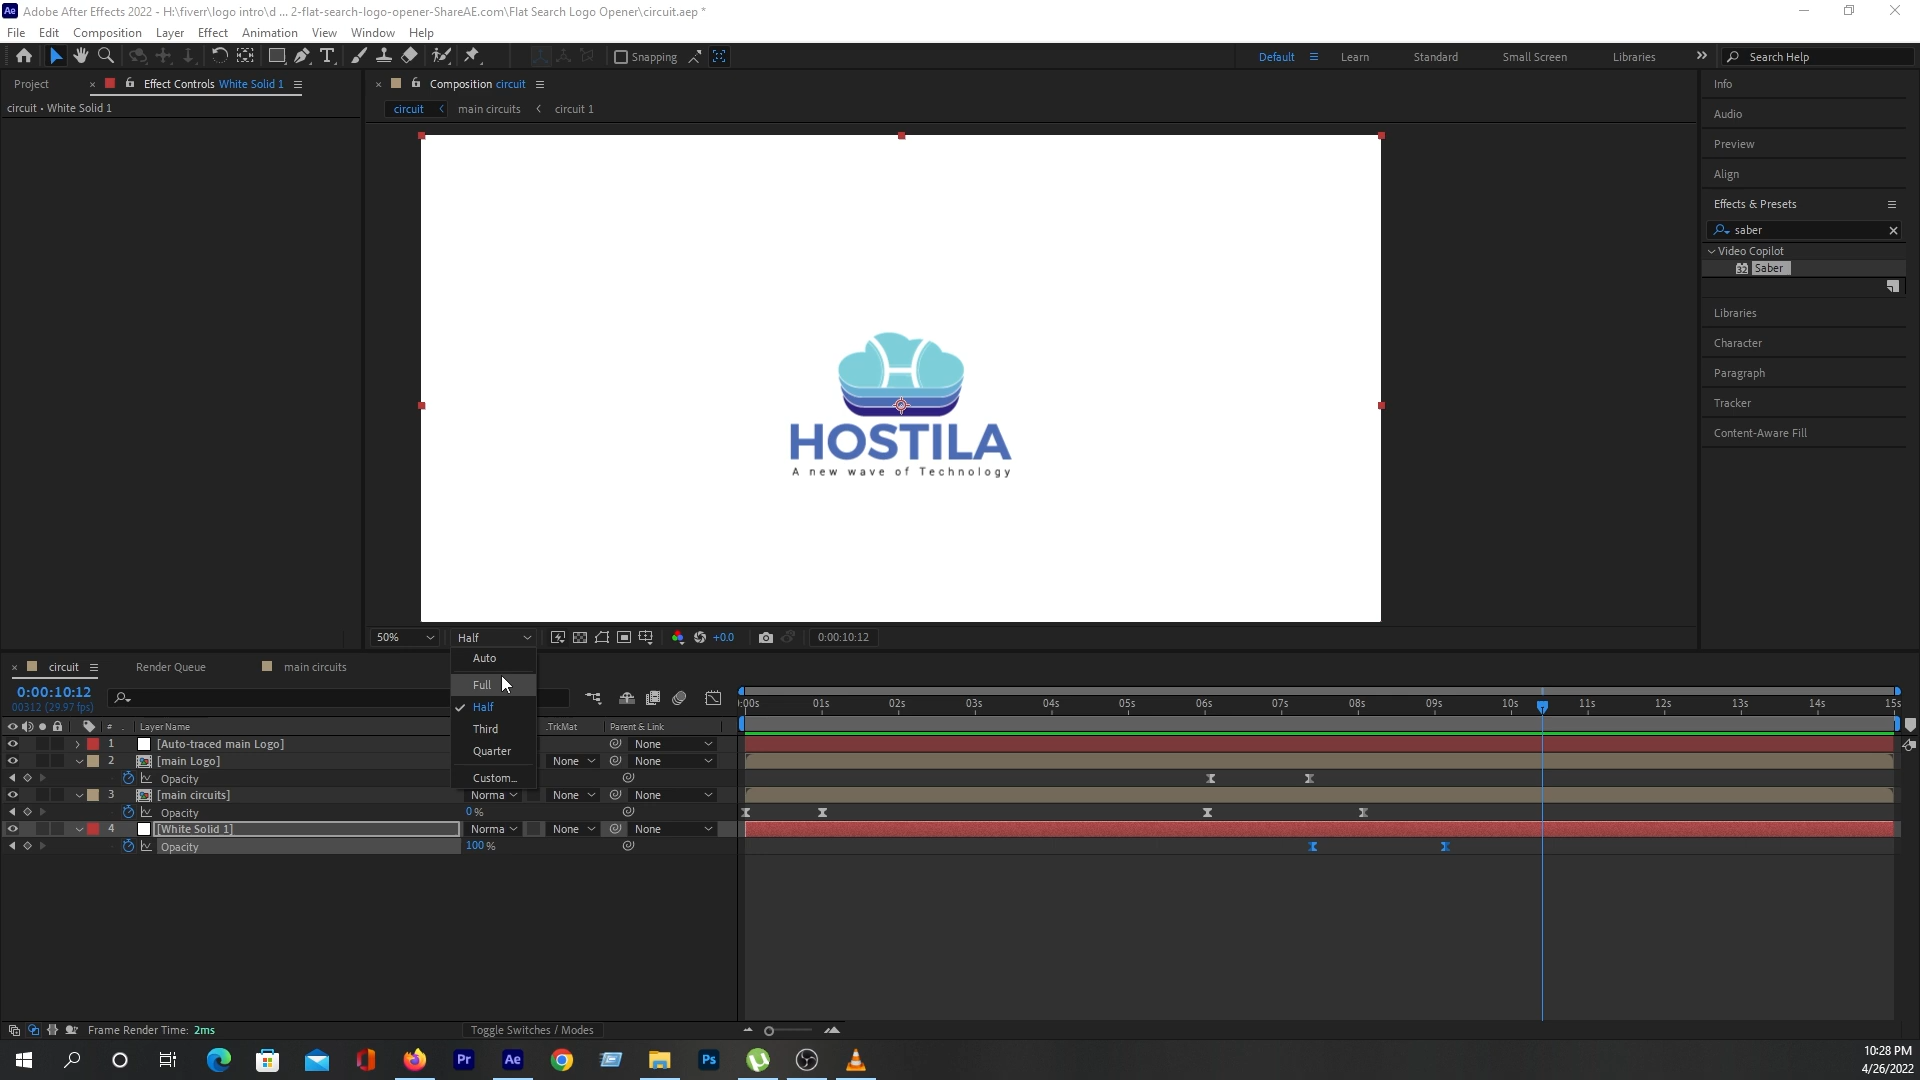 Adobe After Effects 2022 - H:\fiverr\logo intro\d ... 2-flat-search-logo-opener-ShareAE.com\Flat Search Logo Opener\circuit.aep *
File Edit Composition Layer Effect Animation View Window Help
Snapping Default Learn Standard Small Screen Libraries Search Help
Project Effect Controls White Solid 1
Composition circuit
Info
circuit • White Solid 1
circuit main circuits circuit 1
Audio
Preview
Align
Effects & Presets
saber
Video Copilot
32 Saber
Libraries
Character
Paragraph
Tracker
Content-Aware Fill
HOSTILA
A new wave of Technology
50% Half +0.0 0:00:10:12
Auto
Full
Half
Third
Quarter
Custom...
circuit Render Queue main circuits
0:00:10:12
00312 (29.97 fps)
:00s 01s 02s 03s 04s 05s 06s 07s 08s 09s 10s 11s 12s 13s 14s 15s
# Layer Name .TrkMat Parent & Link
1 [Auto-traced main Logo] None
2 [main Logo] None None
Opacity
3 [main circuits] Norma None None
Opacity 0 %
4 [White Solid 1] Norma None None
Opacity 100 %
Frame Render Time: 2ms Toggle Switches / Modes
Pr Ae Ps
10:28 PM
4/26/2022